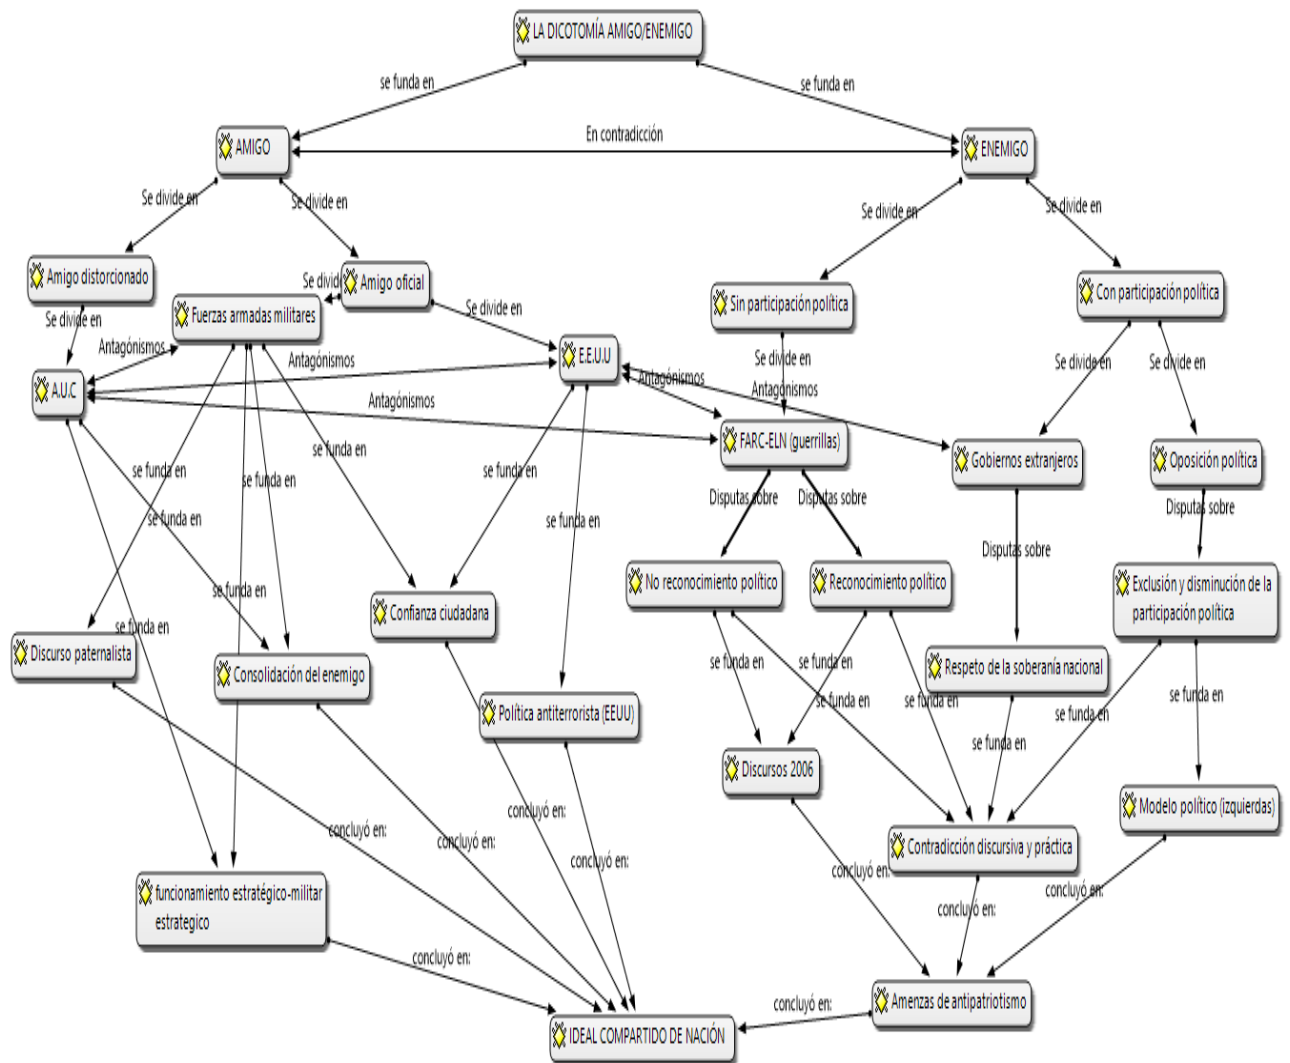 LA DICOTOMÍA AMIGO/ENEMIGO
se funda en
se funda en
AMIGO
En contradicción
ENEMIGO
Se divide en
Se divide en
Se divide en
Se divide en
Amigo distorcionado
Amigo oficial
Sin participación política
Con participación política
Se divide en
Se divid
Fuerzas armadas militares
Se divide en
Antagónismos
Antagónismos
E.E.U.U
Se divide en
Se divide en
Se divide en
A.U.C
Antagónismos
Antagónismos
Antagónismos
FARC-ELN (guerrillas)
Gobiernos extranjeros
Oposición política
se funda en
se funda en
se funda en
Disputas sobre
Disputas sobre
Disputas sobre
se funda en
se funda en
Disputas sobre
No reconocimiento político
Reconocimiento político
Exclusión y disminución de la
participación política
se funda en
Confianza ciudadana
se funda en
Discurso paternalista
Consolidación del enemigo
se funda en
se funda en
Respeto de la soberanía nacional
Política antiterrorista (EEUU)
se funda en
se funda en
se funda en
se funda en
se funda en
Discursos 2006
Modelo político (izquierdas)
concluyó en:
concluyó en:
concluyó en:
concluyó en:
Contradicción discursiva y práctica
concluyó en:
concluyó en:
funcionamiento estratégico-militar
estrategico
concluyó en:
concluyó en:
Amenzas de antipatriotismo
IDEAL COMPARTIDO DE NACIÓN